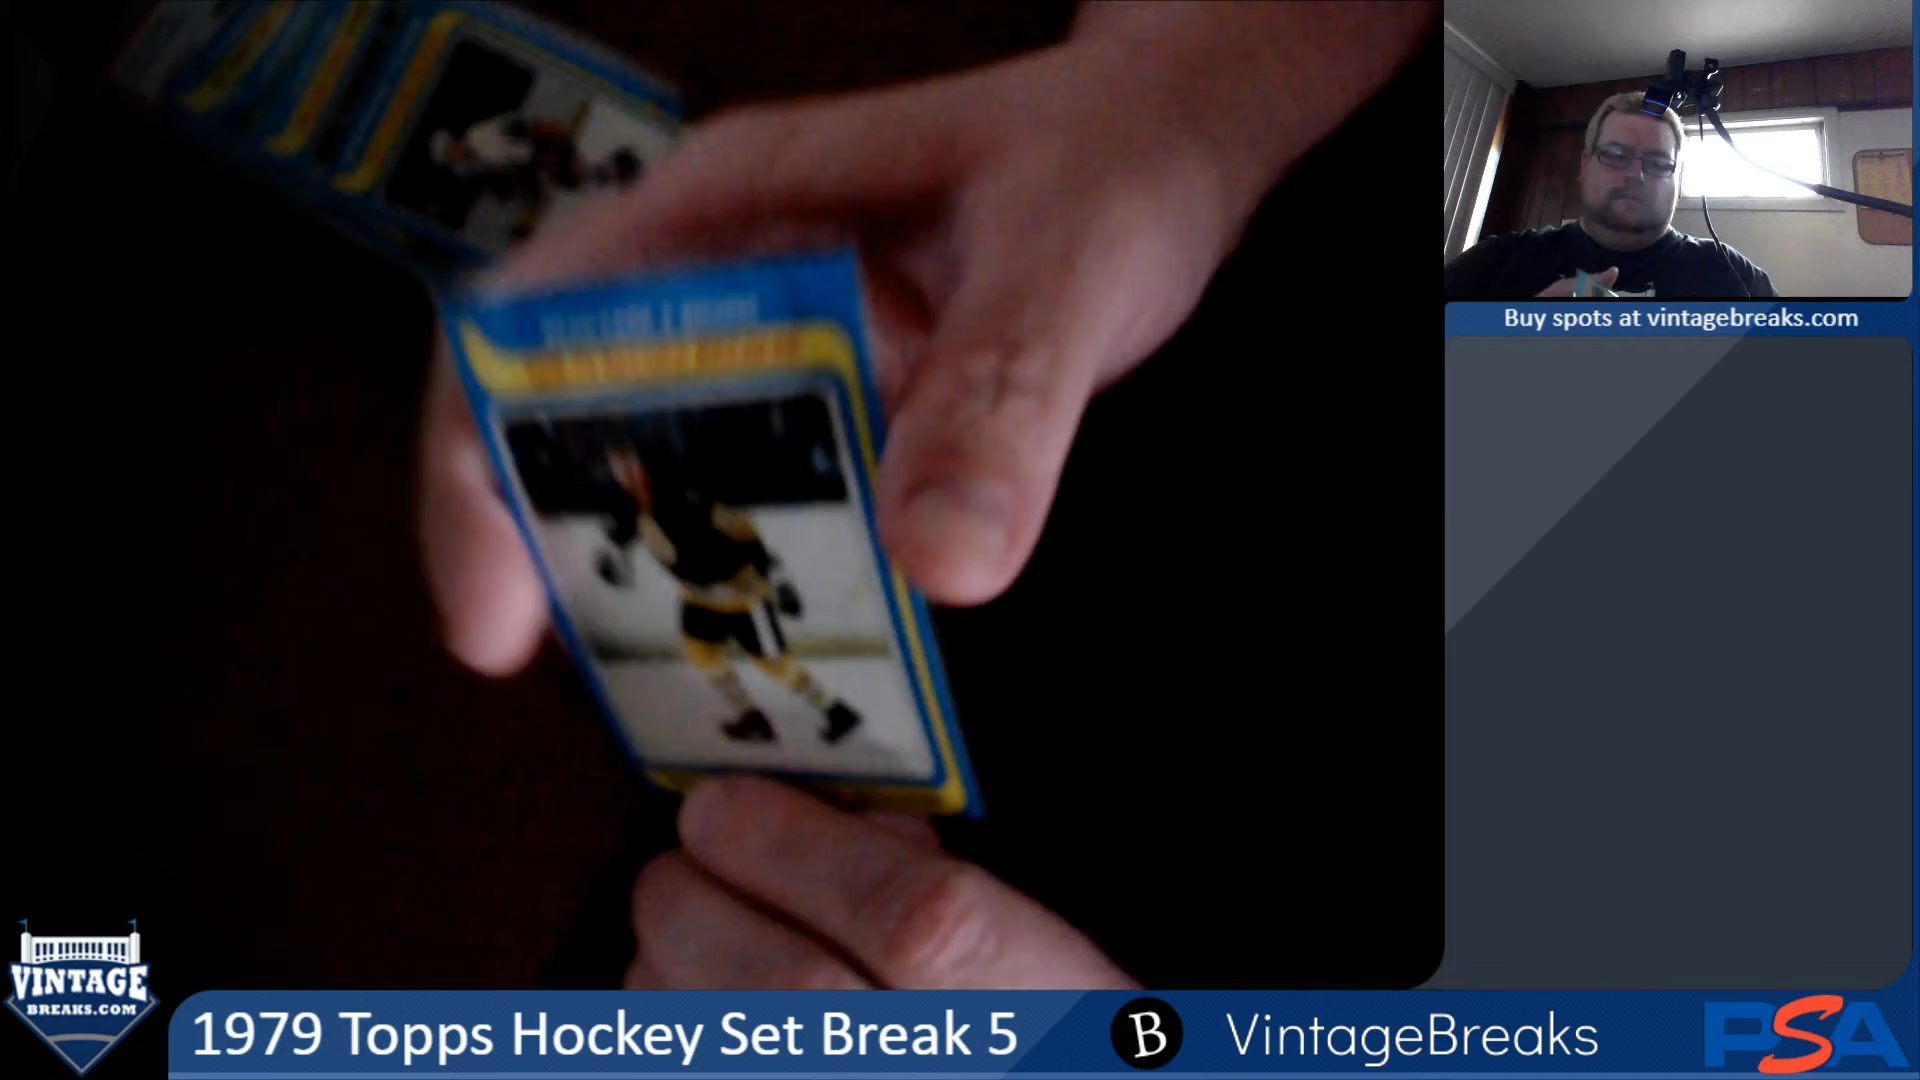 Buy spots at vintagebreaks.com
VINTAGE
BREAKS.COM
1979 Topps Hockey Set Break 5
B
VintageBreaks
PSA